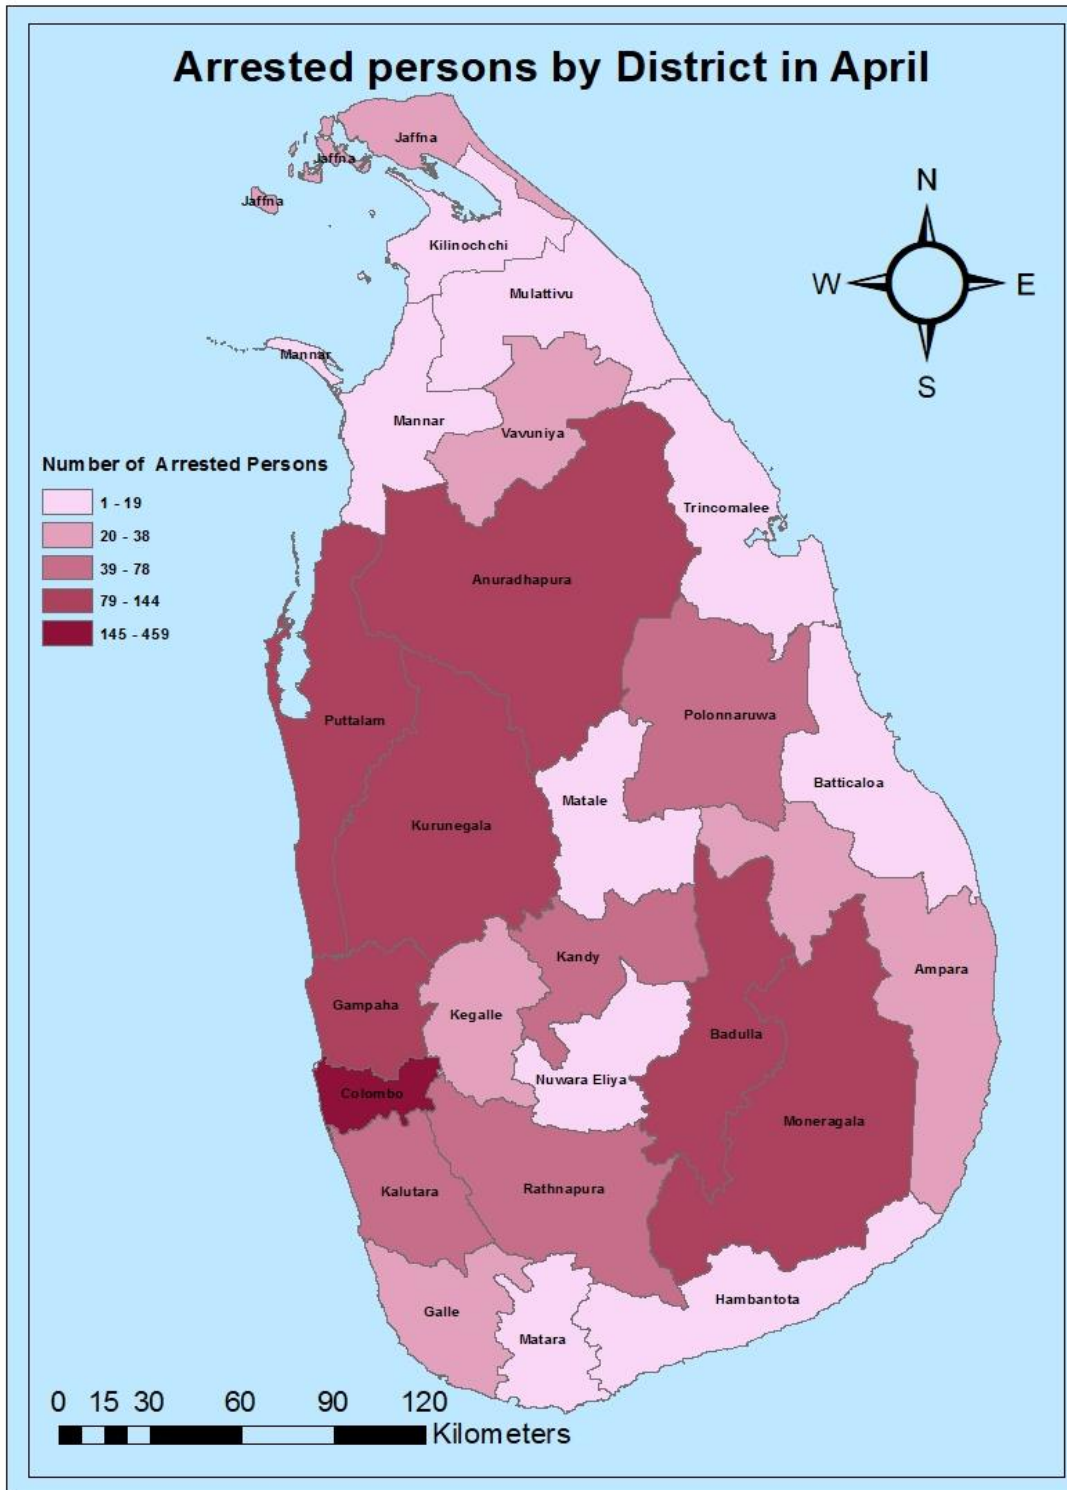 Arrested persons by District in April
Jaffna
Jaffna
Jaffna
N
W
E
S
Kilinochchi
Mulattivu
Mannar
Mannar
Vavuniya
Number of Arrested Persons
1 - 19
20 - 38
39 - 78
79 - 144
145 - 459
Trincomalee
Anuradhapura
Puttalam
Polonnaruwa
Batticaloa
Matale
Kurunegala
Kandy
Ampara
Gampaha
Kegalle
Badulla
Nuwara Eliya
Colombo
Moneragala
Kalutara
Rathnapura
Galle
Hambantota
Matara
0 15 30 60 90 120
Kilometers